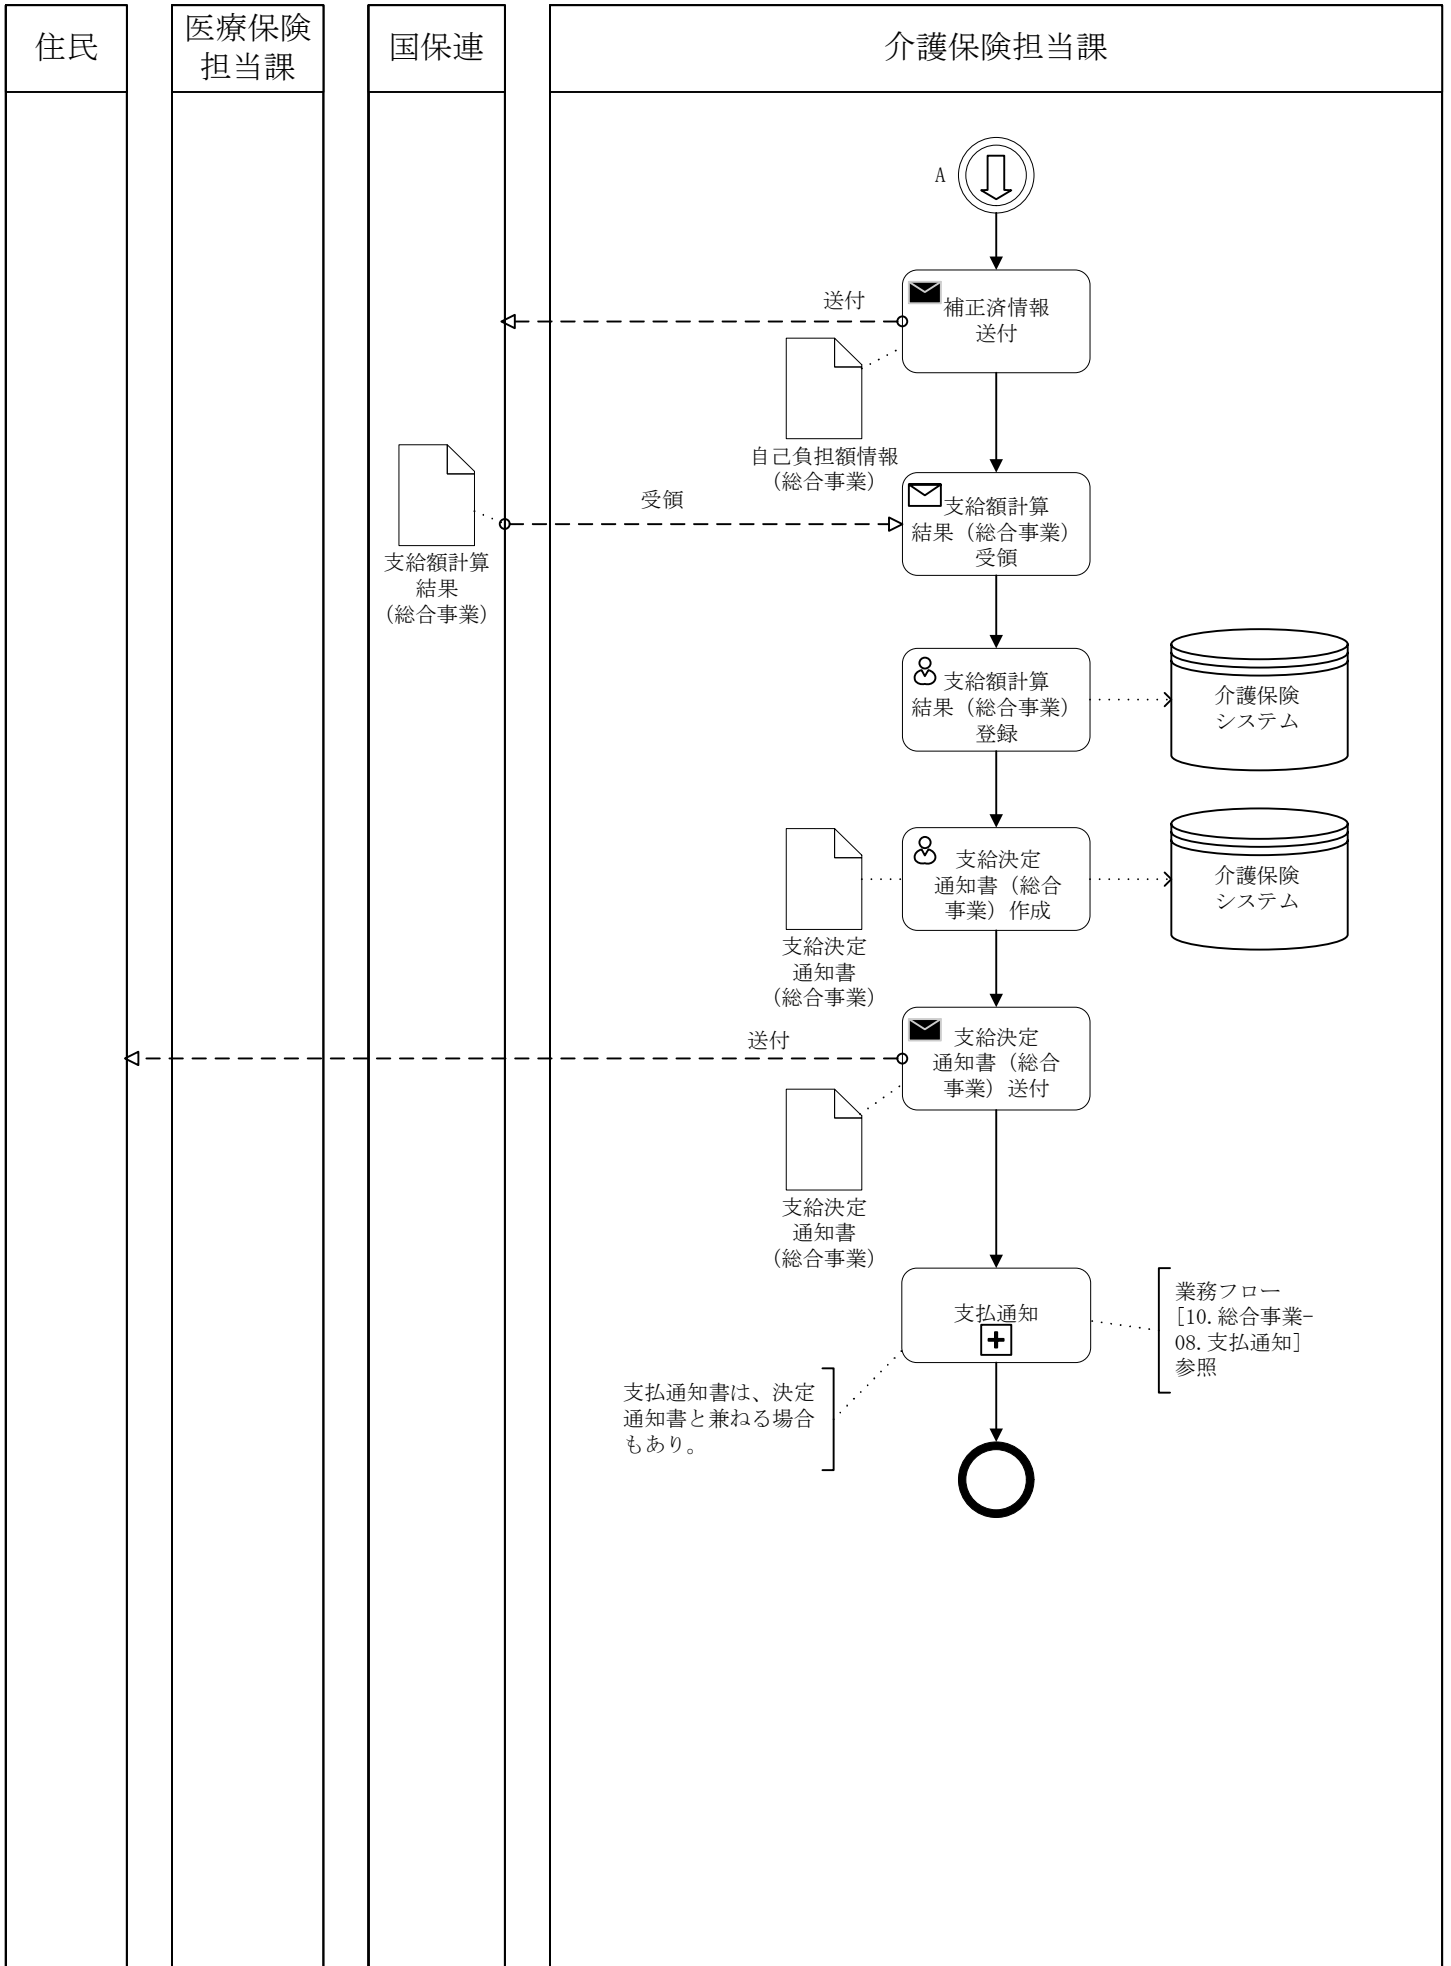 住民
医療保険
担当課
国保連
介護保険担当課
A
送付
補正済情報
送付
自己負担額情報
（総合事業）
受領
支給額計算
結果
（総合事業）
支給額計算
結果（総合事業）
受領
支給額計算
結果（総合事業）
登録
介護保険
システム
支給決定
通知書（総合
事業）作成
介護保険
システム
支給決定
通知書
（総合事業）
送付
支給決定
通知書（総合
事業）送付
支給決定
通知書
（総合事業）
支払通知
業務フロー
[10.総合事業-
08.支払通知]
参照
支払通知書は、決定
通知書と兼ねる場合
もあり。